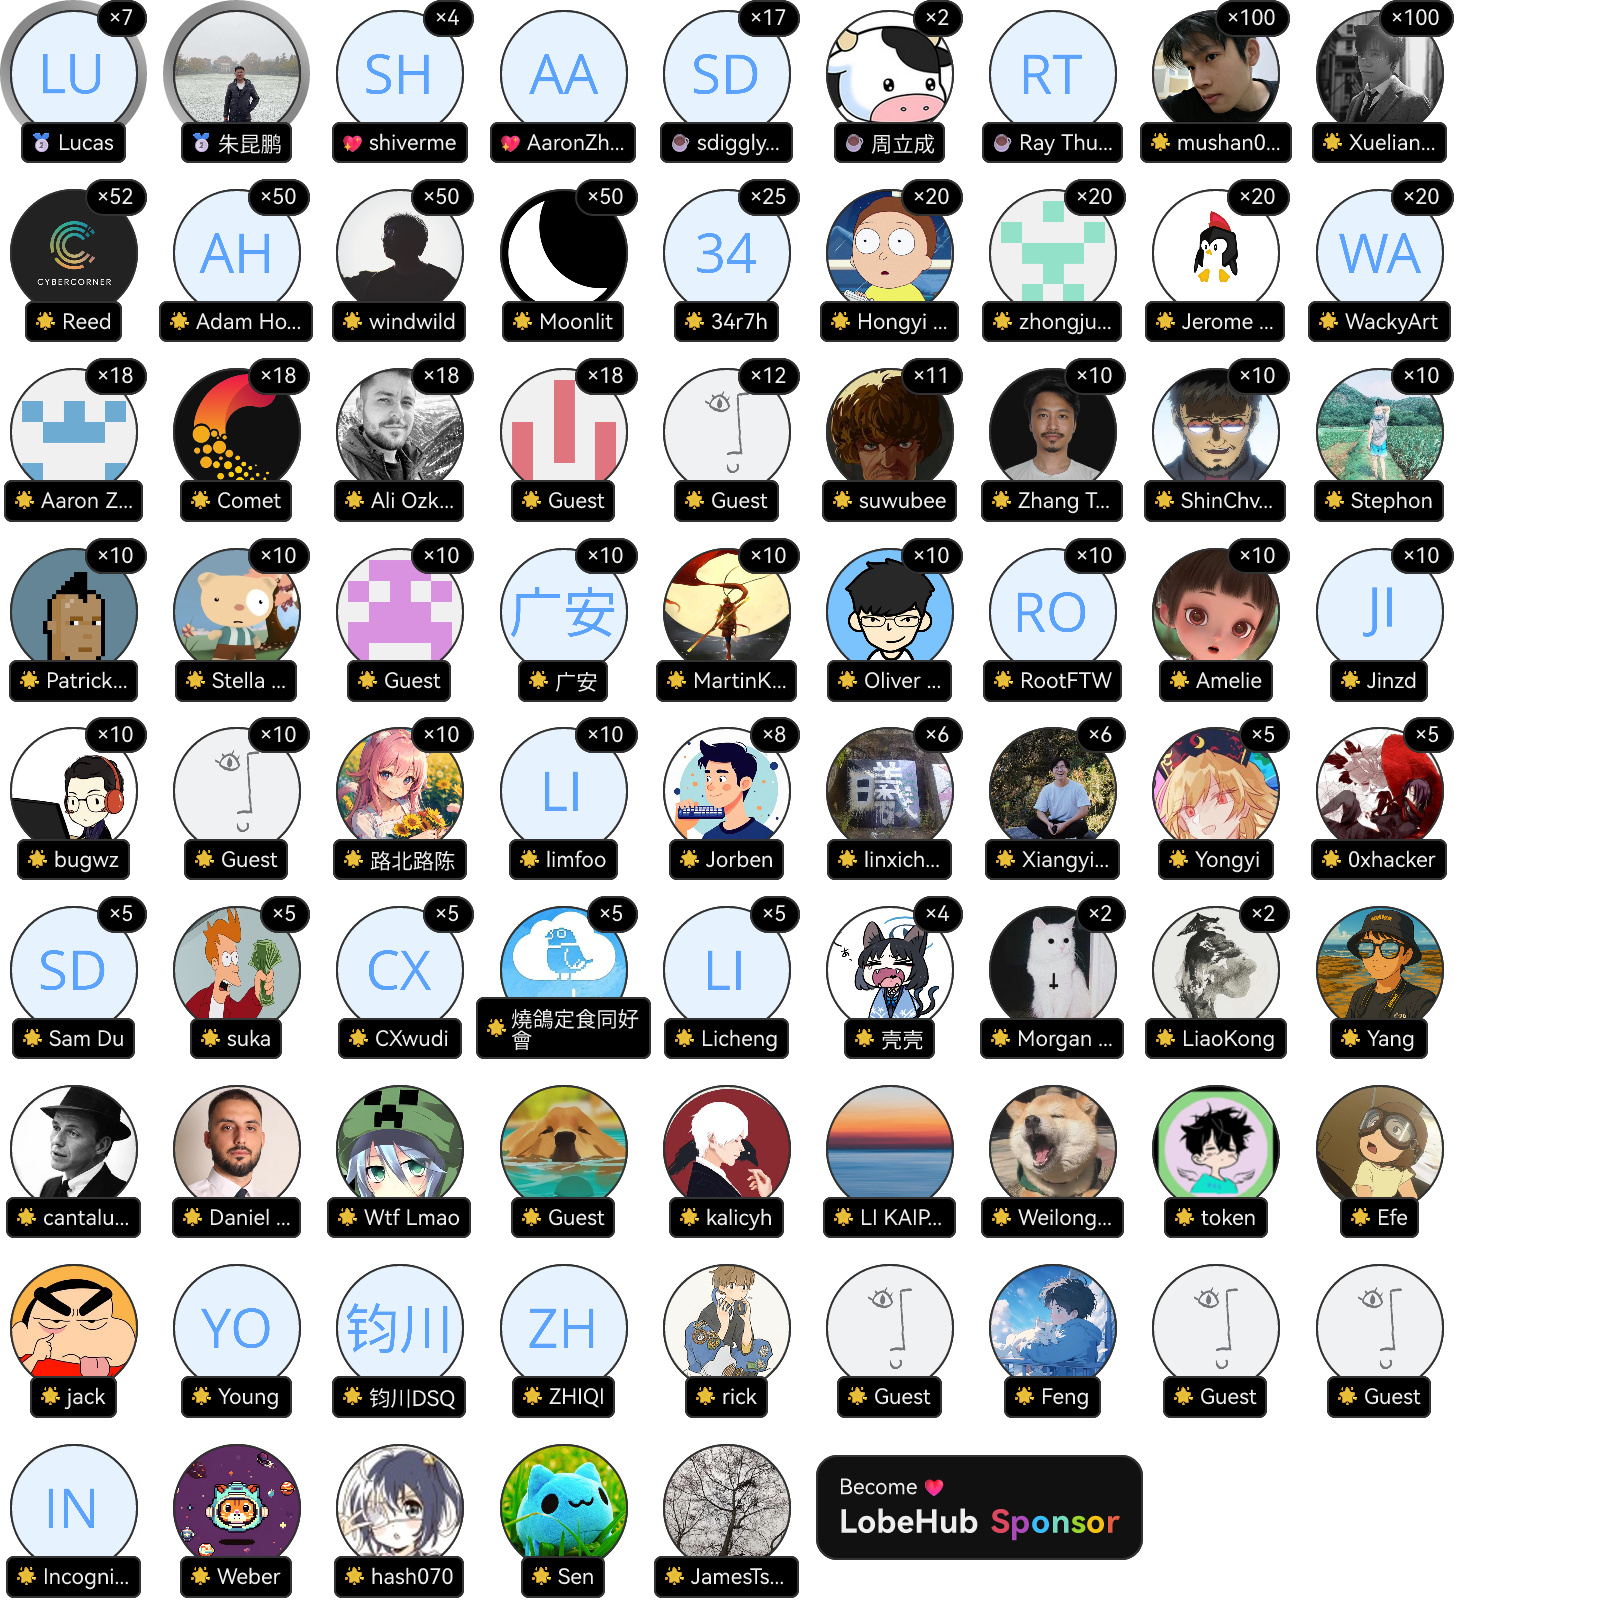 ×7
×4
×17
×2
×100
×100
LU
SH
AA
SD
RT
Lucas
朱昆鹏
shiverme
AaronZh...
sdiggly...
周立成
Ray Thu...
mushan0...
Xuelian...
×52
×50
×50
×50
×25
×20
×20
×20
×20
CYBERCORNER
AH
34
WA
Reed
Adam Ho...
windwild
Moonlit
34r7h
Hongyi ...
zhongju...
Jerome ...
WackyArt
×18
×18
×18
×18
×12
×11
×10
×10
×10
Aaron Z...
Comet
Ali Ozk...
Guest
Guest
suwubee
Zhang T...
ShinChv...
Stephon
×10
×10
×10
×10
×10
×10
×10
×10
×10
广安
RO
JI
Patrick...
Stella ...
Guest
广安
MartinK...
Oliver ...
RootFTW
Amelie
Jinzd
×10
×10
×10
×10
×8
×6
×6
×5
×5
LI
bugwz
Guest
路北路陈
limfoo
Jorben
linxich...
Xiangyi...
Yongyi
0xhacker
×5
×5
×5
×5
×5
×4
×2
×2
SD
CX
LI
Sam Du
suka
CXwudi
燒鴿定食同好
會
Licheng
壳壳
Morgan ...
LiaoKong
Yang
cantalu...
Daniel ...
Wtf Lmao
Guest
kalicyh
LI KAIP...
Weilong...
token
Efe
YO
钧川
ZH
jack
Young
钧川DSQ
ZHIQI
rick
Guest
Feng
Guest
Guest
IN
Incogni...
Weber
hash070
Sen
JamesTs...
Become
LobeHub Sponsor